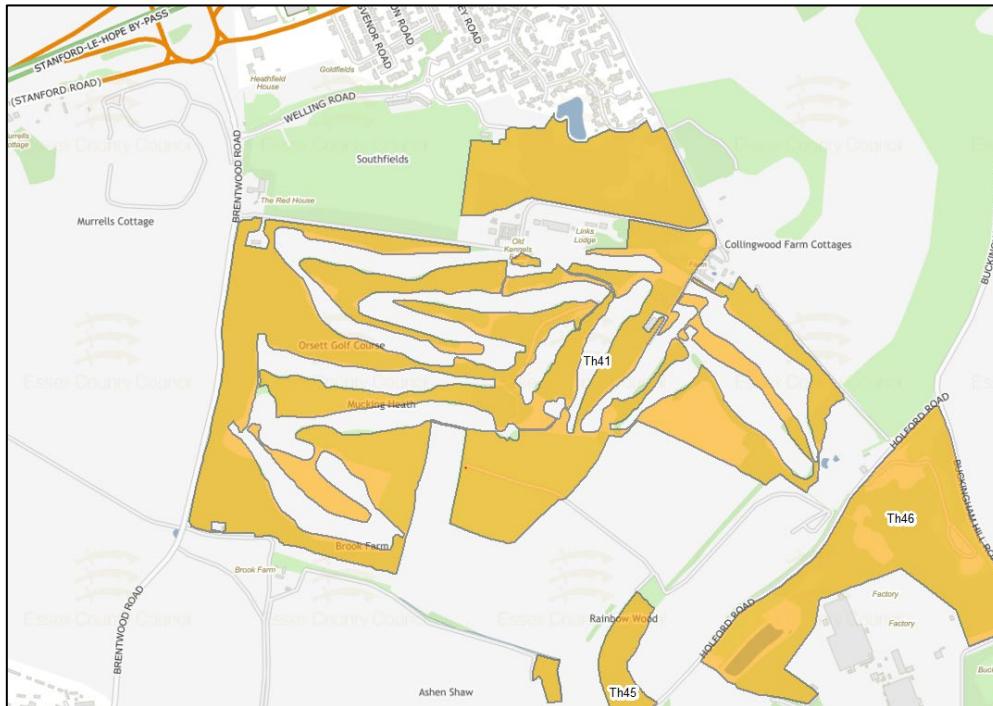 STANFORD-LE-HOPE BY-PASS
(STANFORD ROAD)
ROAD
Heathfield
House
Goldfields
WELLING ROAD
BRENTWOOD ROAD
Southfields
Murrells Cottage
The Red House
Old
Kennels
Links
Lodge
Collingwood Farm Cottages
Farm
Orsett Golf Course
Th41
Mucking Heath
HOLFORD ROAD
Th46
Brook Farm
Brook Farm
BRENTWOOD ROAD
Rainbow Wood
HOLFORD ROAD
Factory
Factory
Ashen Shaw
Th45
Essex County Council